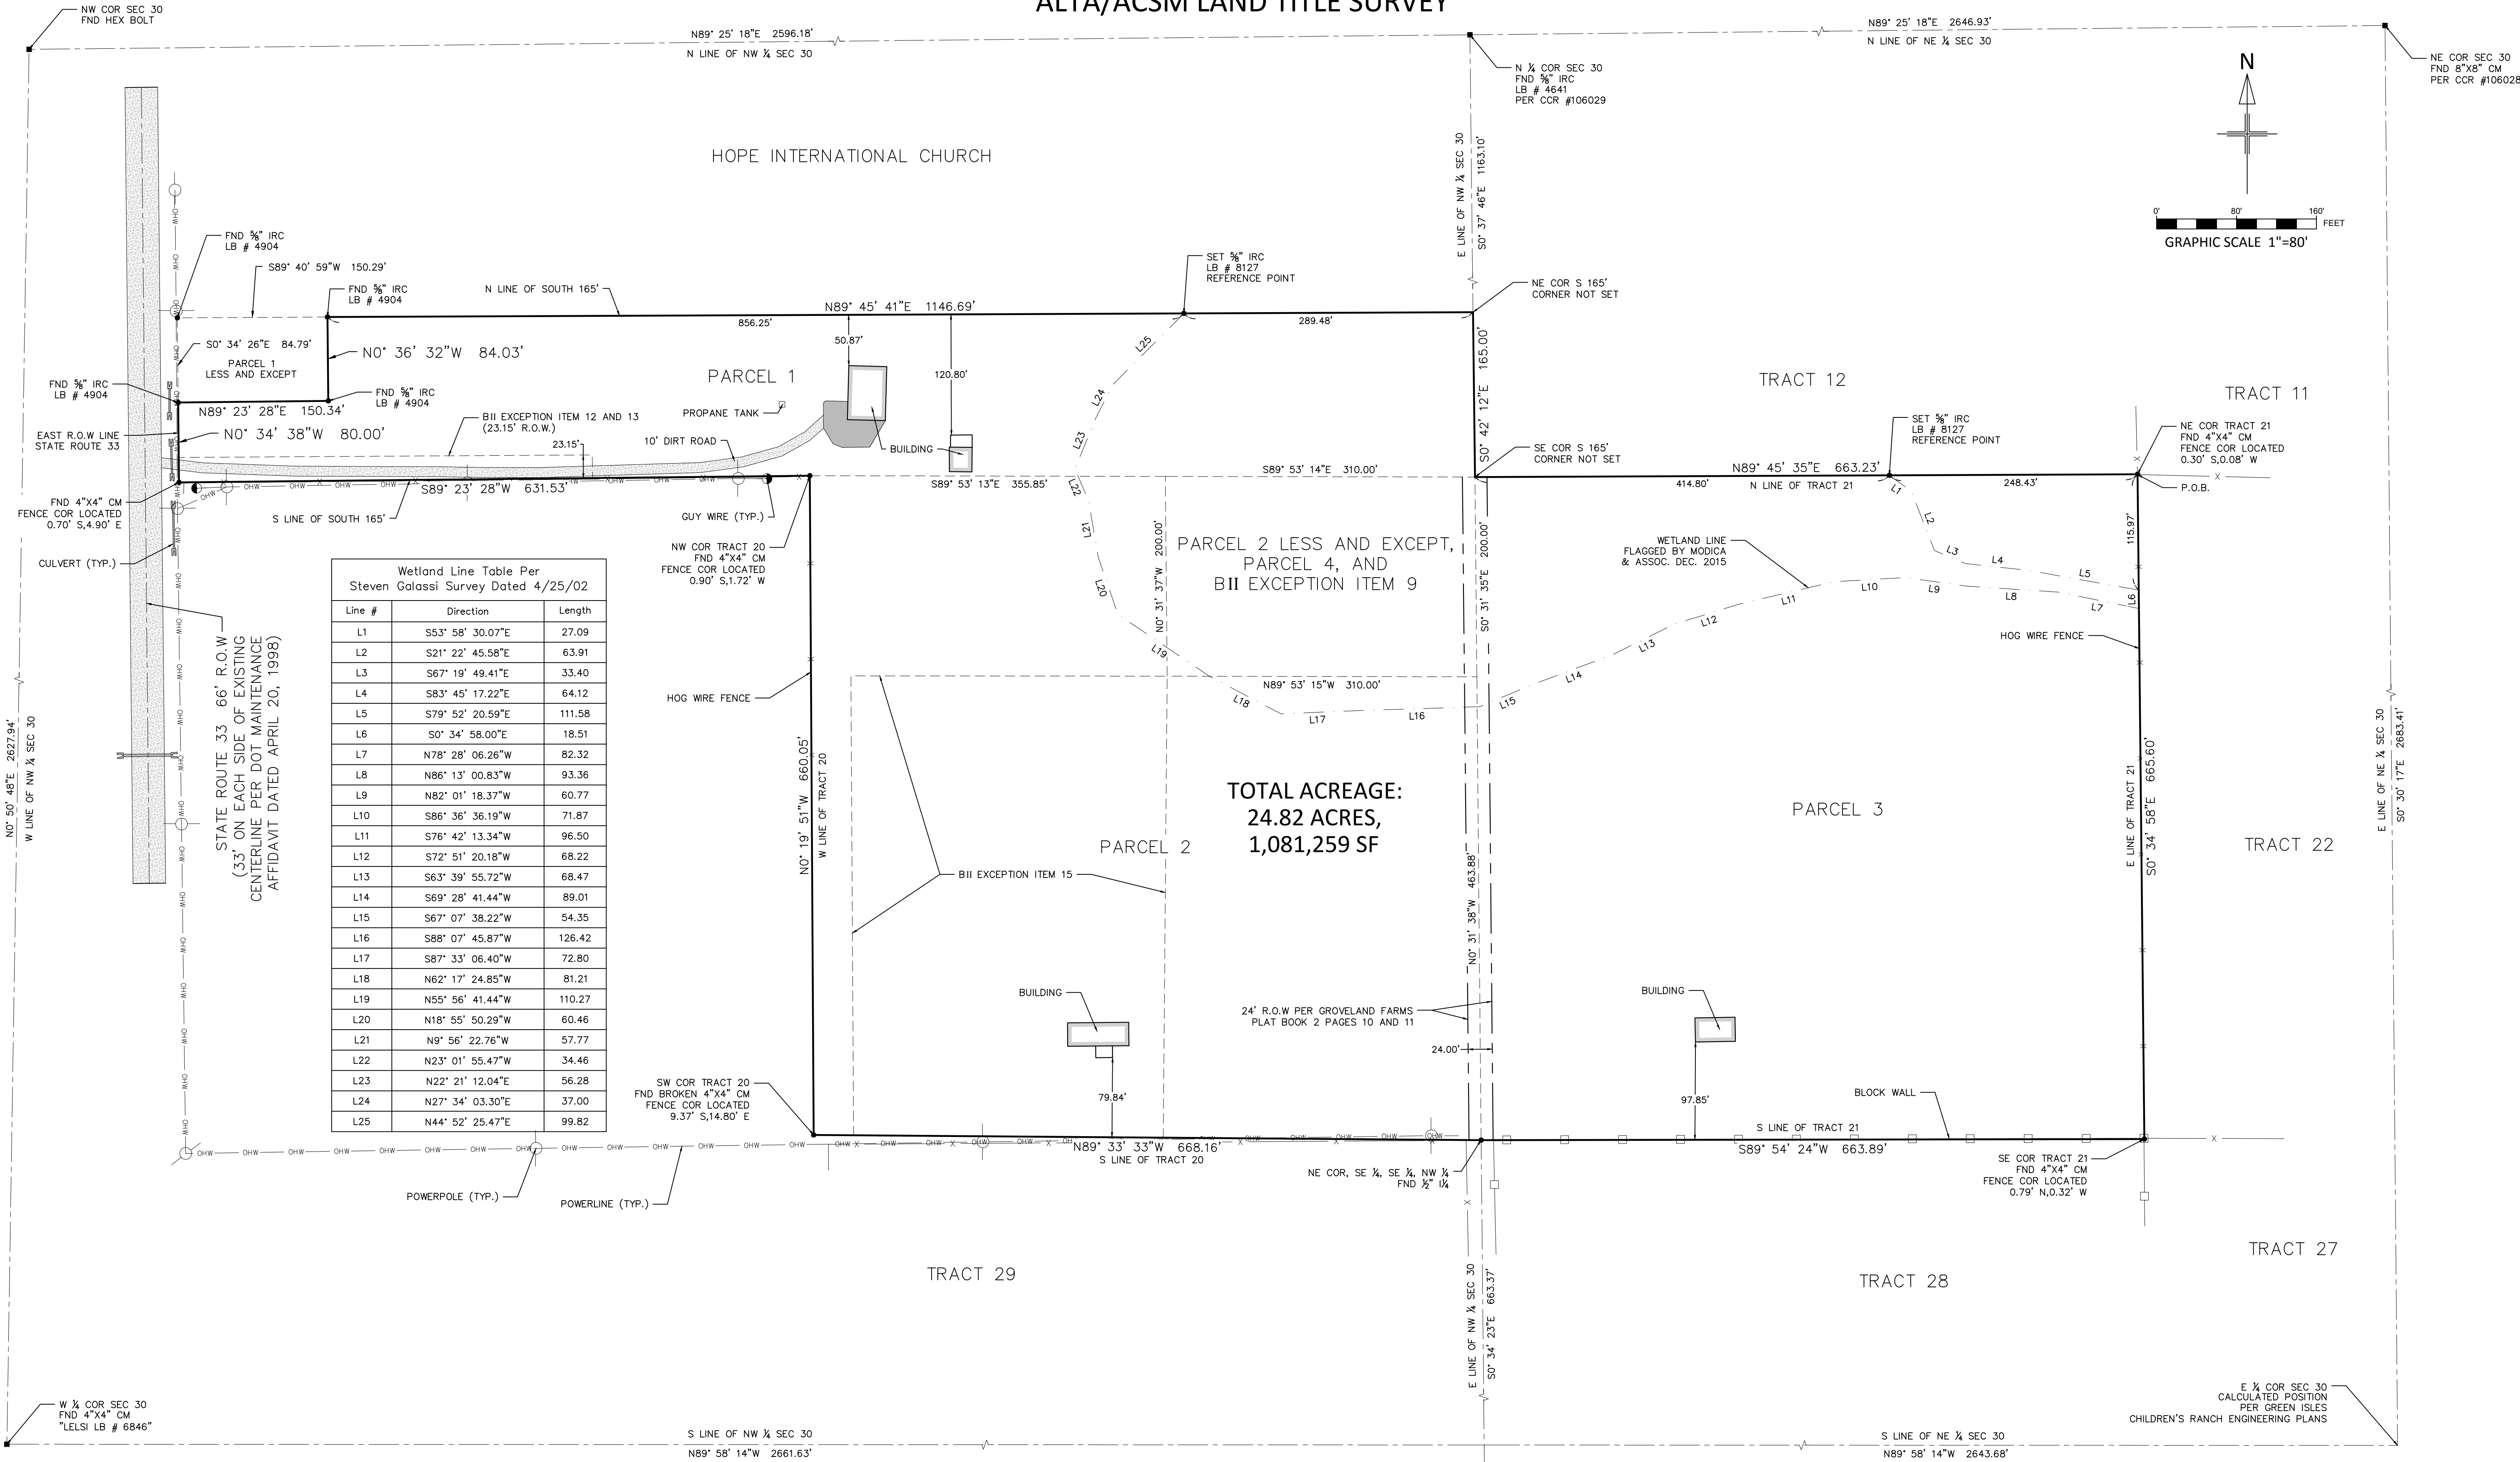 ALTA/ACSM LAND TITLE SURVEY
NW COR SEC 30
FND HEX BOLT
N89° 25' 18"E 2596.18'
N LINE OF NW ¼ SEC 30
N89° 25' 18"E 2646.93'
N LINE OF NE ¼ SEC 30
N ¼ COR SEC 30
FND ⅝" IRC
LB # 4641
PER CCR #106029
NE COR SEC 30
FND 8"X8" CM
PER CCR #106028
N
0'
80'
160'
FEET
GRAPHIC SCALE 1"=80'
HOPE INTERNATIONAL CHURCH
E LINE OF NW ¼ SEC 30
S0° 37' 46"E 1163.10'
FND ⅝" IRC
LB # 4904
S89° 40' 59"W 150.29'
FND ⅝" IRC
LB # 4904
N LINE OF SOUTH 165'
N89° 45' 41"E 1146.69'
856.25'
SET ⅝" IRC
LB # 8127
REFERENCE POINT
289.48'
NE COR S 165'
CORNER NOT SET
S0° 34' 26"E 84.79'
PARCEL 1
LESS AND EXCEPT
N0° 36' 32"W 84.03'
50.87'
120.80'
PARCEL 1
L25
L24
L23
S0° 42' 12"E 165.00'
TRACT 12
TRACT 11
FND ⅝" IRC
LB # 4904
N89° 23' 28"E 150.34'
FND ⅝" IRC
LB # 4904
PROPANE TANK
BII EXCEPTION ITEM 12 AND 13
(23.15' R.O.W.)
EAST R.O.W LINE
STATE ROUTE 33
N0° 34' 38"W 80.00'
23.15'
10' DIRT ROAD
BUILDING
SE COR S 165'
CORNER NOT SET
SET ⅝" IRC
LB # 8127
REFERENCE POINT
NE COR TRACT 21
FND 4"X4" CM
FENCE COR LOCATED
0.30' S,0.08' W
P.O.B.
S89° 53' 14"E 310.00'
N89° 45' 35"E 663.23'
414.80'
N LINE OF TRACT 21
248.43'
S89° 53' 13"E 355.85'
S89° 23' 28"W 631.53'
FND 4"X4" CM
FENCE COR LOCATED
0.70' S,4.90' E
S LINE OF SOUTH 165'
GUY WIRE (TYP.)
CULVERT (TYP.)
NW COR TRACT 20
FND 4"X4" CM
FENCE COR LOCATED
0.90' S,1.72' W
L22
L21
L20
L19
L18
L17
L16
L15
L14
L13
L12
L11
L10
L9
L8
L7
L6
L5
L4
L3
L2
L1
115.97'
N0° 31' 37"W 200.00'
S0° 31' 35"E 200.00'
PARCEL 2 LESS AND EXCEPT,
PARCEL 4, AND
BII EXCEPTION ITEM 9
WETLAND LINE
FLAGGED BY MODICA
& ASSOC. DEC. 2015
HOG WIRE FENCE
N89° 53' 15"W 310.00'
HOG WIRE FENCE
Wetland Line Table Per
Steven Galassi Survey Dated 4/25/02
Line # Direction Length
L1 S53° 58' 30.07"E 27.09
L2 S21° 22' 45.58"E 63.91
L3 S67° 19' 49.41"E 33.40
L4 S83° 45' 17.22"E 64.12
L5 S79° 52' 20.59"E 111.58
L6 S0° 34' 58.00"E 18.51
L7 N78° 28' 06.26"W 82.32
L8 N86° 13' 00.83"W 93.36
L9 N82° 01' 18.37"W 60.77
L10 S86° 36' 36.19"W 71.87
L11 S76° 42' 13.34"W 96.50
L12 S72° 51' 20.18"W 68.22
L13 S63° 39' 55.72"W 68.47
L14 S69° 28' 41.44"W 89.01
L15 S67° 07' 38.22"W 54.35
L16 S88° 07' 45.87"W 126.42
L17 S87° 33' 06.40"W 72.80
L18 N62° 17' 24.85"W 81.21
L19 N55° 56' 41.44"W 110.27
L20 N18° 55' 50.29"W 60.46
L21 N9° 56' 22.76"W 57.77
L22 N23° 01' 55.47"W 34.46
L23 N22° 21' 12.04"E 56.28
L24 N27° 34' 03.30"E 37.00
L25 N44° 52' 25.47"E 99.82
STATE ROUTE 33 66' R.O.W
(33' ON EACH SIDE OF EXISTING
CENTERLINE PER DOT MAINTENANCE
AFFIDAVIT DATED APRIL 20, 1998)
N0° 50' 48"E 2627.94'
W LINE OF NW ¼ SEC 30
N0° 19' 51"W 660.05'
W LINE OF TRACT 20
TOTAL ACREAGE:
24.82 ACRES,
1,081,259 SF
PARCEL 2
PARCEL 3
BII EXCEPTION ITEM 15
N0° 31' 38"W 463.88'
E LINE OF TRACT 21
S0° 34' 58"E 665.60'
TRACT 22
E LINE OF NE ¼ SEC 30
S0° 30' 17"E 2683.41'
BUILDING
BUILDING
24' R.O.W PER GROVELAND FARMS
PLAT BOOK 2 PAGES 10 AND 11
24.00'
79.84'
97.85'
SW COR TRACT 20
FND BROKEN 4"X4" CM
FENCE COR LOCATED
9.37' S,14.80' E
BLOCK WALL
N89° 33' 33"W 668.16'
S LINE OF TRACT 20
S LINE OF TRACT 21
S89° 54' 24"W 663.89'
NE COR, SE ¼, SE ¼, NW ¼
FND ½" I¼
SE COR TRACT 21
FND 4"X4" CM
FENCE COR LOCATED
0.79' N,0.32' W
POWERPOLE (TYP.)
POWERLINE (TYP.)
TRACT 29
TRACT 28
TRACT 27
E LINE OF NW ¼ SEC 30
S0° 34' 23"E 663.37'
W ¼ COR SEC 30
FND 4"X4" CM
"LELSI LB # 6846"
S LINE OF NW ¼ SEC 30
N89° 58' 14"W 2661.63'
E ¼ COR SEC 30
CALCULATED POSITION
PER GREEN ISLES
CHILDREN'S RANCH ENGINEERING PLANS
S LINE OF NE ¼ SEC 30
N89° 58' 14"W 2643.68'